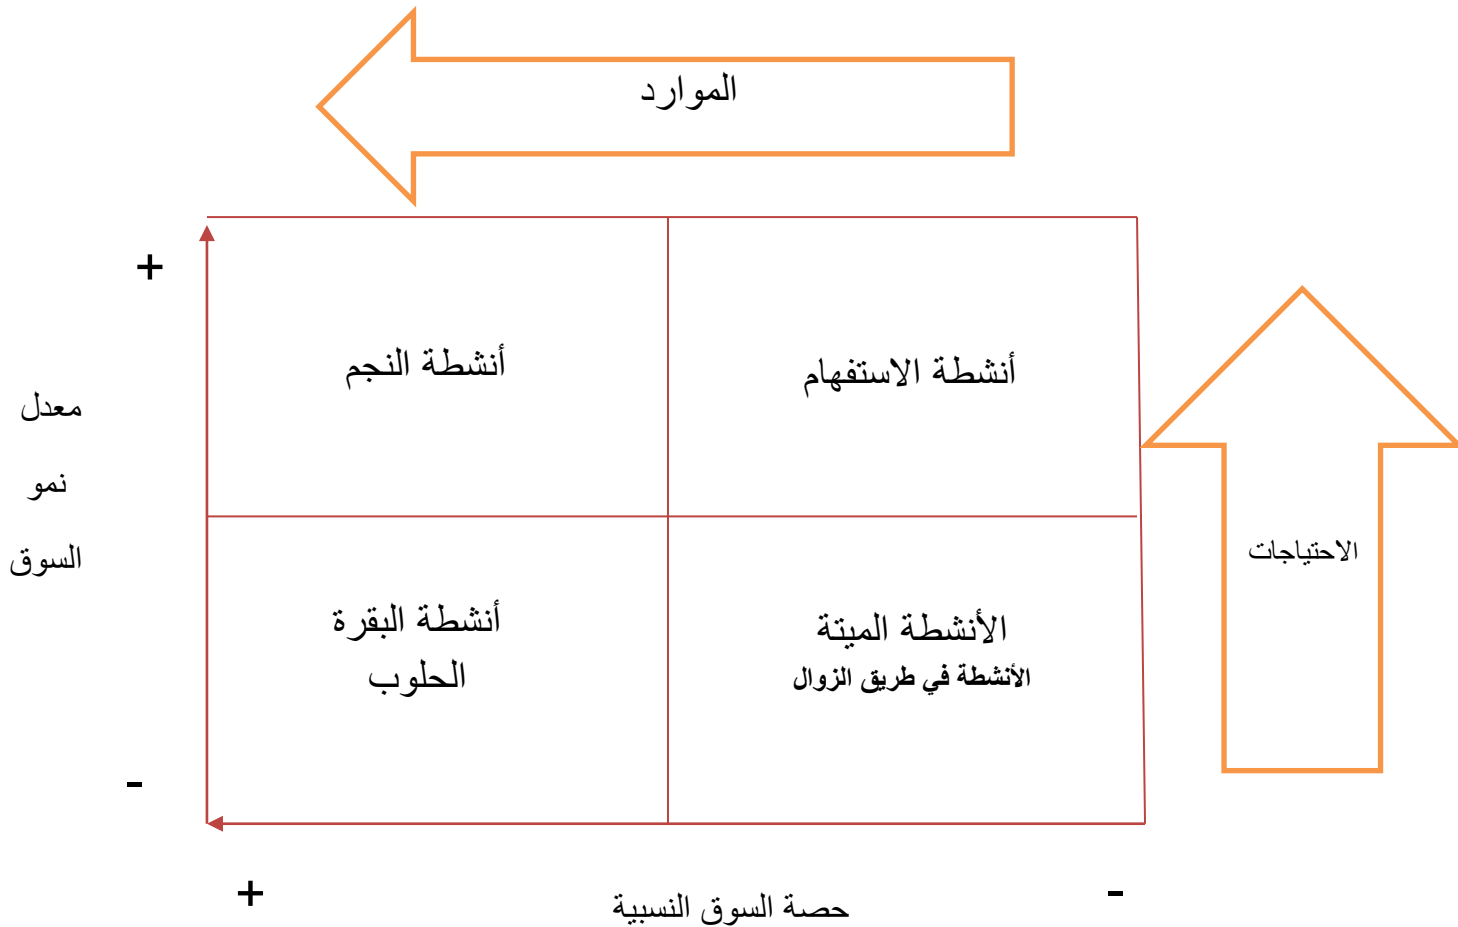 الموارد
+
أنشطة الاستفهام
أنشطة النجم
معدل
نمو
السوق
الاحتياجات
الأنشطة الميتة
الأنشطة في طريق الزوال
أنشطة البقرة
الحلوب
-
-
حصة السوق النسبية
+